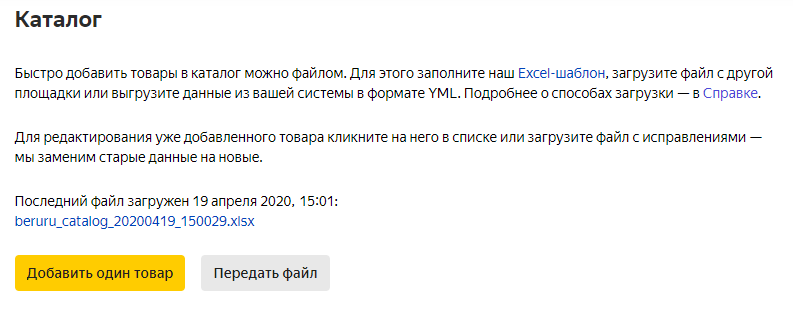 Каталог
Быстро добавить товары в каталог можно файлом. Для этого заполните наш Excel-шаблон, загрузите файл с другой
площадки или выгрузите данные из вашей системы в формате YML. Подробнее о способах загрузки — в Справке.
Для редактирования уже добавленного товара кликните на него в списке или загрузите файл с исправлениями —
мы заменим старые данные на новые.
Последний файл загружен 19 апреля 2020, 15:01:
beruru_catalog_20200419_150029.xlsx
Добавить один товар Передать файл